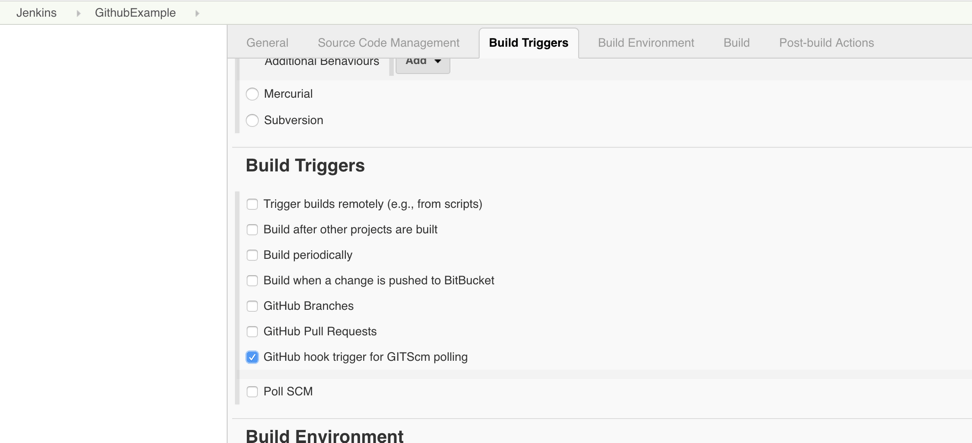 Jenkins GithubExample
General Source Code Management Build Triggers Build Environment Build Post-build Actions
Additional Behaviours Add
Mercurial
Subversion
Build Triggers
Trigger builds remotely (e.g., from scripts)
Build after other projects are built
Build periodically
Build when a change is pushed to BitBucket
GitHub Branches
GitHub Pull Requests
GitHub hook trigger for GITScm polling
Poll SCM
Build Environment